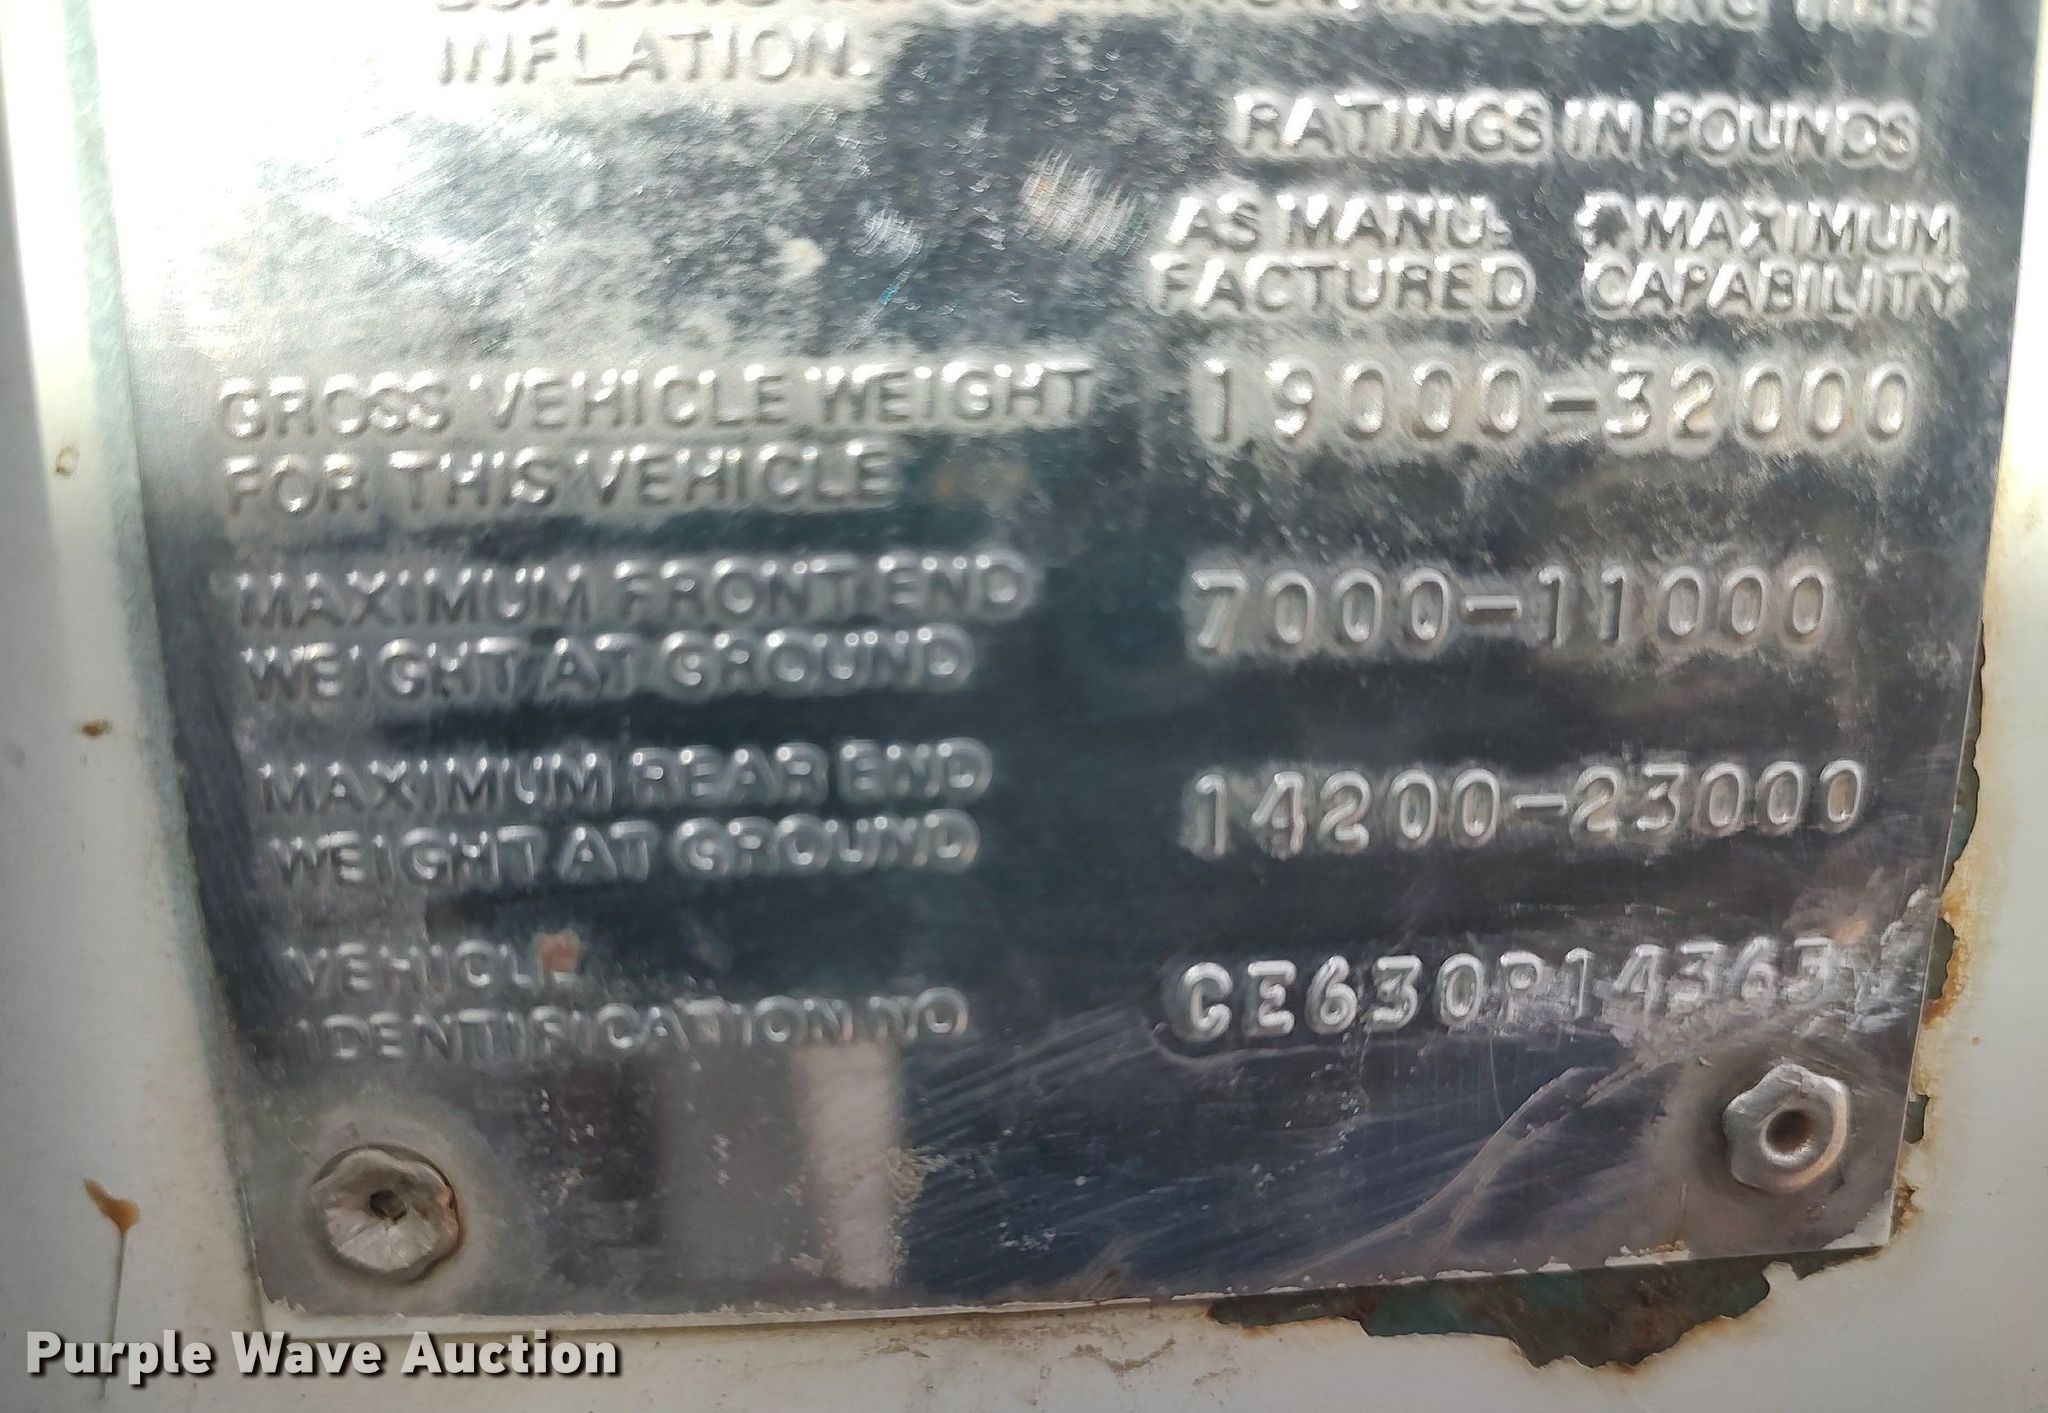 INFLATION.
RATINGS IN POUNDS
AS MANU- MAXIMUM
FACTURED CAPABILITY
GROSS VEHICLE WEIGHT 19000-32000
FOR THIS VEHICLE
MAXIMUM FRONT END 7000-11000
WEIGHT AT GROUND
MAXIMUM REAR END 14200-23000
WEIGHT AT GROUND
VEHICLE CE630P143631
IDENTIFICATION NO
Purple Wave Auction